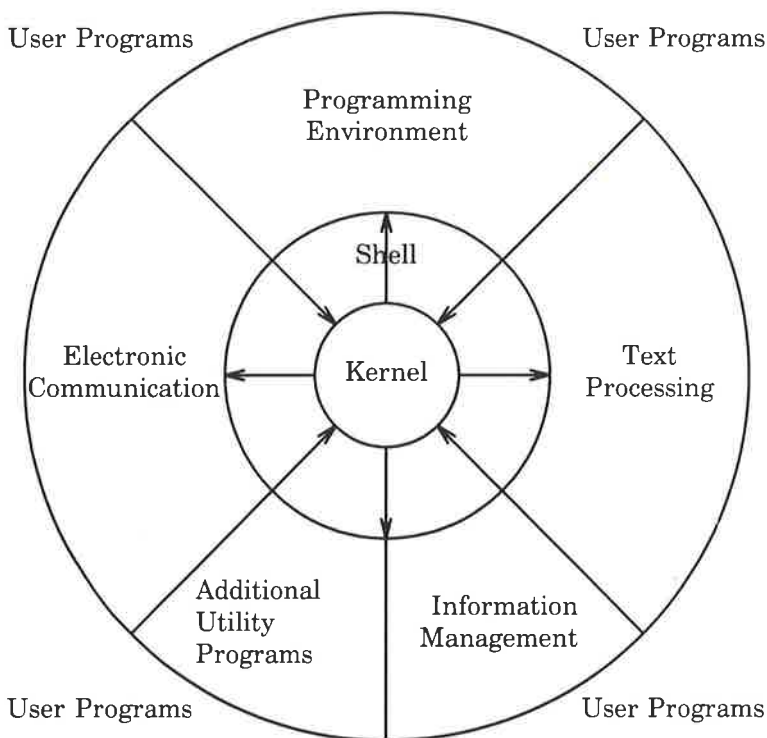 User Programs
User Programs
Programming
Environment
Shell
Electronic
Communication
Kernel
Text
Processing
Additional
Utility
Programs
Information
Management
User Programs
User Programs